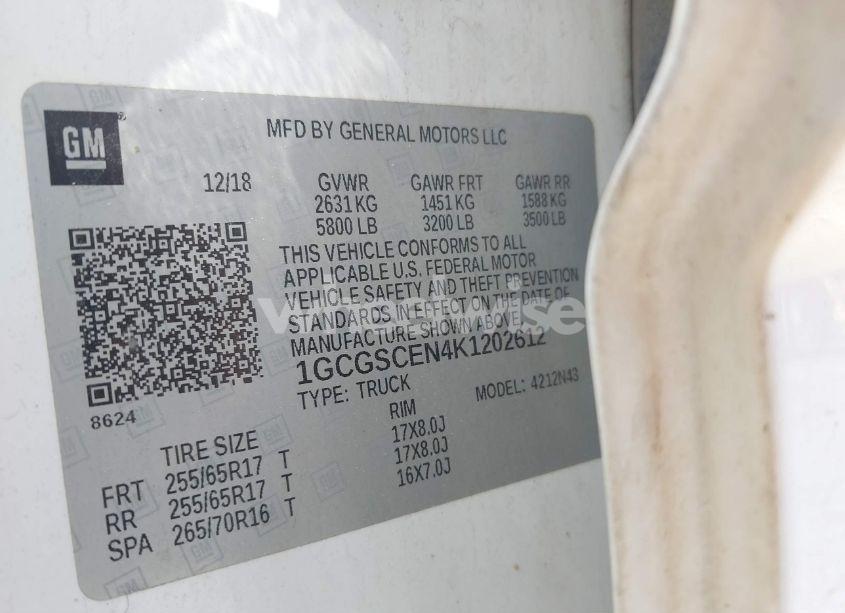 GM
MFD BY GENERAL MOTORS LLC
12/18 GVWR GAWR FRT GAWR RR
2631 KG 1451 KG 1588 KG
5800 LB 3200 LB 3500 LB
THIS VEHICLE CONFORMS TO ALL
APPLICABLE U.S. FEDERAL MOTOR
VEHICLE SAFETY AND THEFT PREVENTION
STANDARDS IN EFFECT ON THE DATE OF
MANUFACTURE SHOWN ABOVE.
1GCGSCEN4K1202612
TYPE: TRUCK MODEL: 4212N43
8624
TIRE SIZE RIM
FRT 255/65R17 T 17X8.0J
RR 255/65R17 T 17X8.0J
SPA 265/70R16 T 16X7.0J